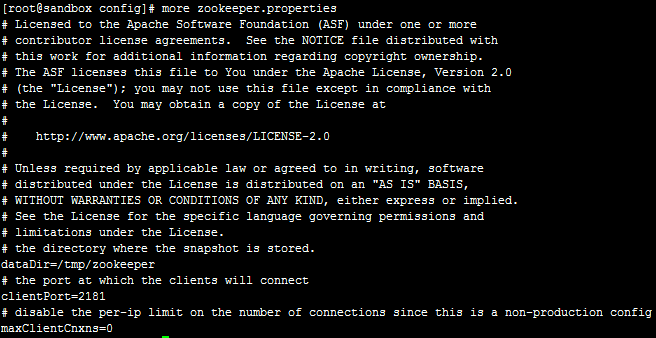 [root@sandbox config]# more zookeeper.properties
# Licensed to the Apache Software Foundation (ASF) under one or more
# contributor license agreements.  See the NOTICE file distributed with
# this work for additional information regarding copyright ownership.
# The ASF licenses this file to You under the Apache License, Version 2.0
# (the "License"); you may not use this file except in compliance with
# the License.  You may obtain a copy of the License at
#
#    http://www.apache.org/licenses/LICENSE-2.0
#
# Unless required by applicable law or agreed to in writing, software
# distributed under the License is distributed on an "AS IS" BASIS,
# WITHOUT WARRANTIES OR CONDITIONS OF ANY KIND, either express or implied.
# See the License for the specific language governing permissions and
# limitations under the License.
# the directory where the snapshot is stored.
dataDir=/tmp/zookeeper
# the port at which the clients will connect
clientPort=2181
# disable the per-ip limit on the number of connections since this is a non-production config
maxClientCnxns=0